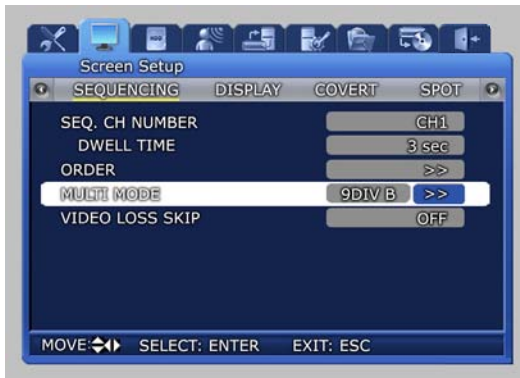 Screen Setup
SEQUENCING DISPLAY COVERT SPOT
SEQ. CH NUMBER CH1
DWELL TIME 3 sec
ORDER >>
MULTI MODE 9DIV B >>
VIDEO LOSS SKIP OFF
MOVE: SELECT: ENTER EXIT: ESC